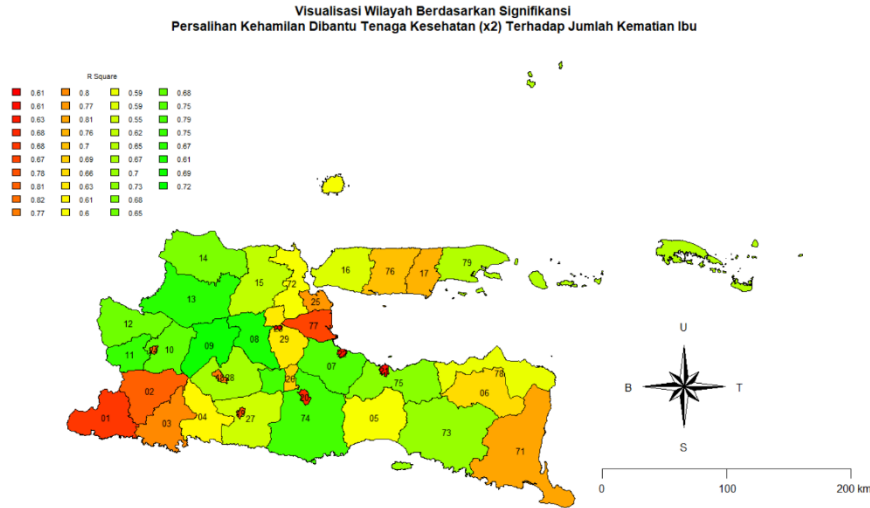 Visualisasi Wilayah Berdasarkan Signifikansi
Persalihan Kehamilan Dibantu Tenaga Kesehatan (x2) Terhadap Jumlah Kematian Ibu
R Square
0.61 0.8 0.59 0.68
0.61 0.77 0.59 0.75
0.63 0.81 0.55 0.79
0.68 0.76 0.62 0.75
0.68 0.7 0.65 0.67
0.67 0.69 0.67 0.61
0.78 0.66 0.7 0.69
0.81 0.63 0.73 0.72
0.82 0.61 0.68
0.77 0.6 0.65
14
15
72
16
76
17
79
13
25
12
77
11
10
09
08
29
07
02
28
26
75
78
06
01
03
04
27
74
05
73
71
U
B
T
S
0
100
200 km